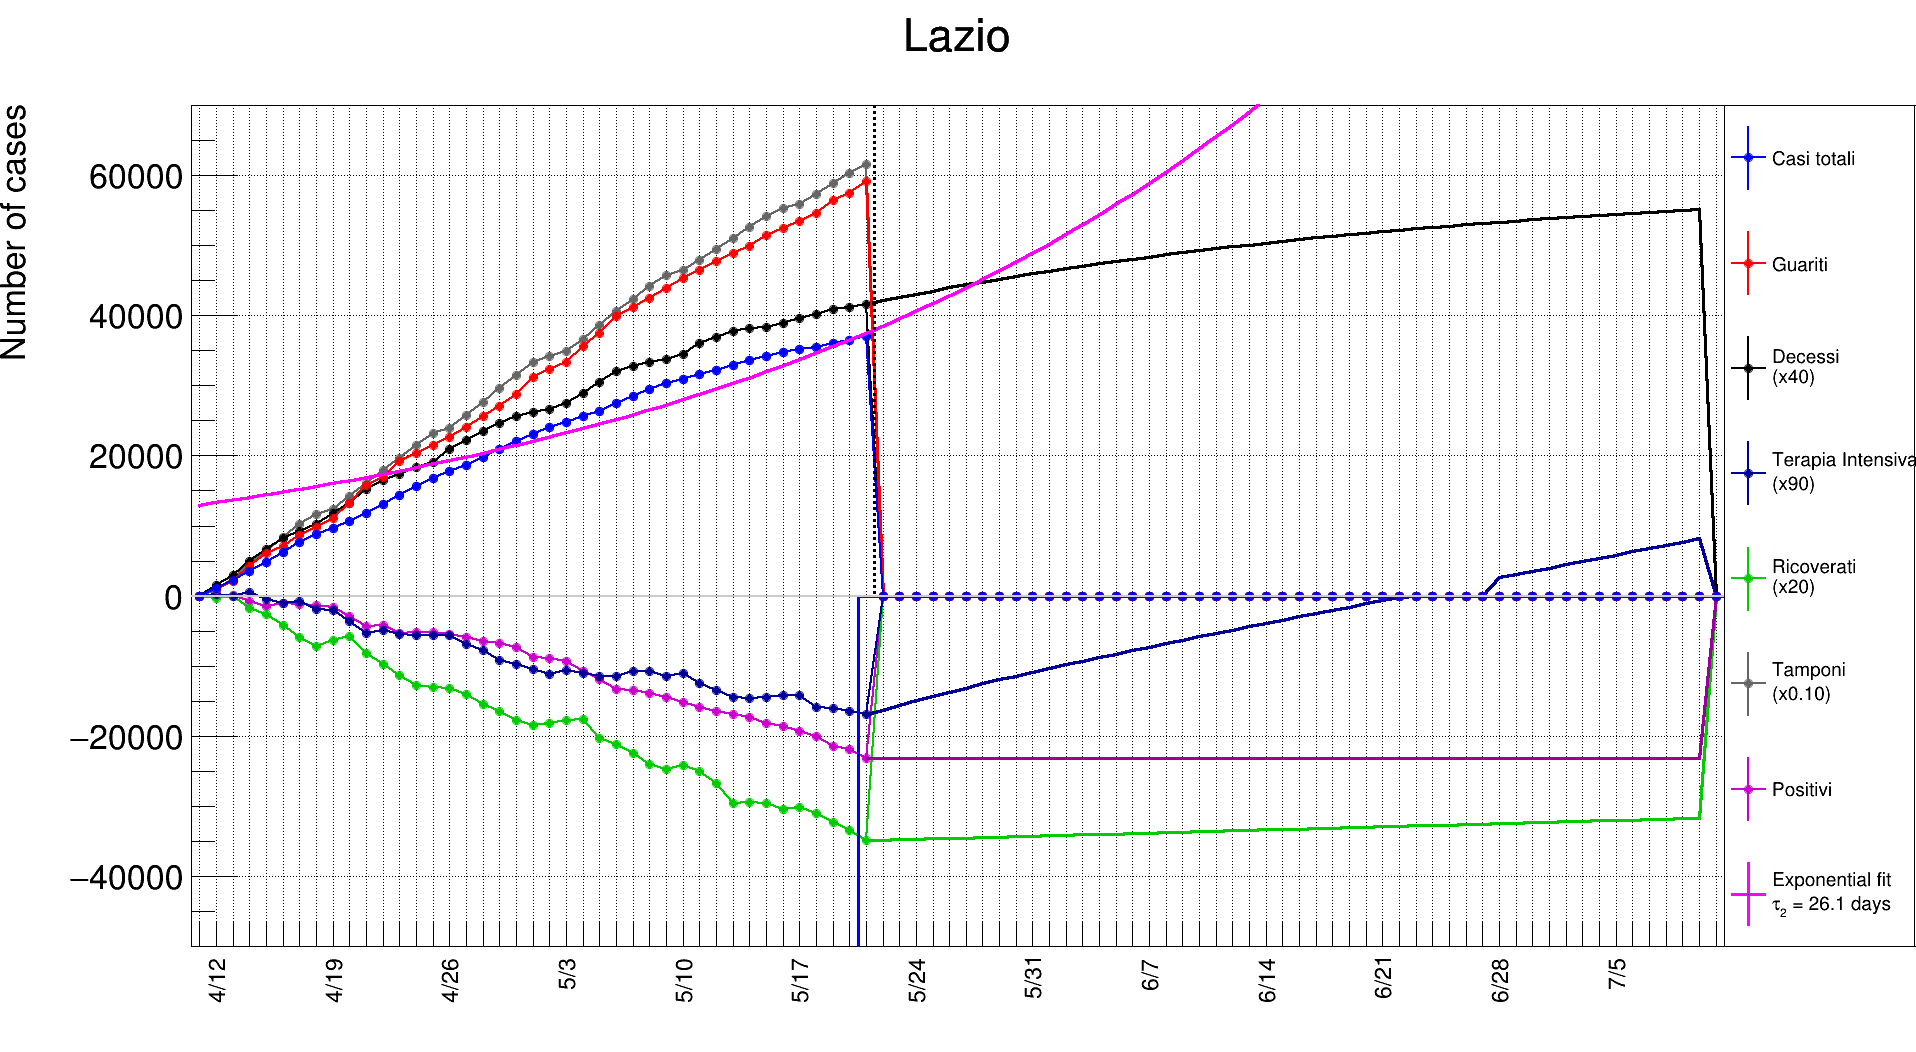 Lazio
Number of cases
60000
40000
20000
0
−20000
−40000
4/12
4/19
4/26
5/3
5/10
5/17
5/24
5/31
6/7
6/14
6/21
6/28
7/5
Casi totali
Guariti
Decessi
(x40)
Terapia Intensiva
(x90)
Ricoverati
(x20)
Tamponi
(x0.10)
Positivi
Exponential fit
τ2 = 26.1 days